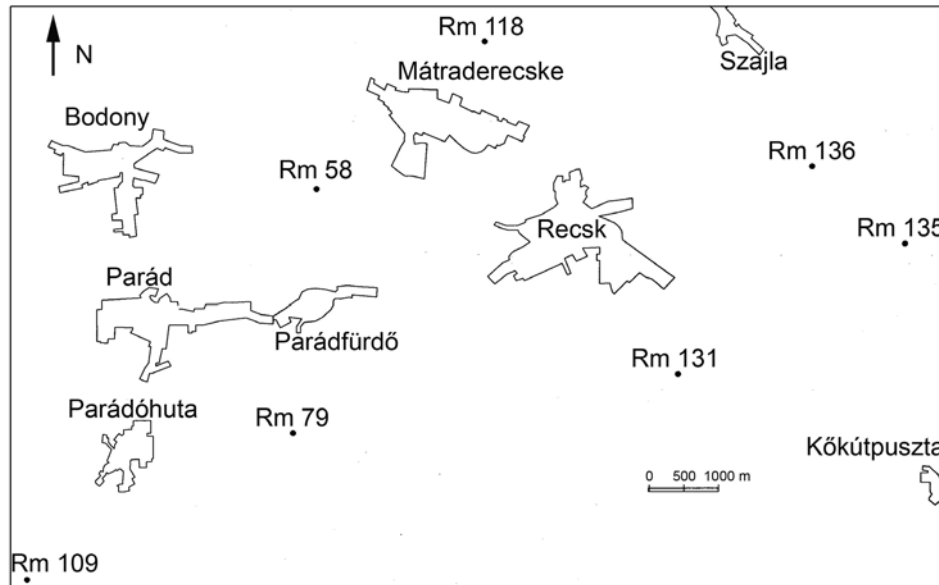 N
Rm 118
Szajla
Mátraderecske
Bodony
Rm 136
Rm 58
Recsk
Rm 135
Parád
Parádfürdő
Rm 131
Parádóhuta
Rm 79
Kőkútpuszta
0 500 1000 m
Rm 109